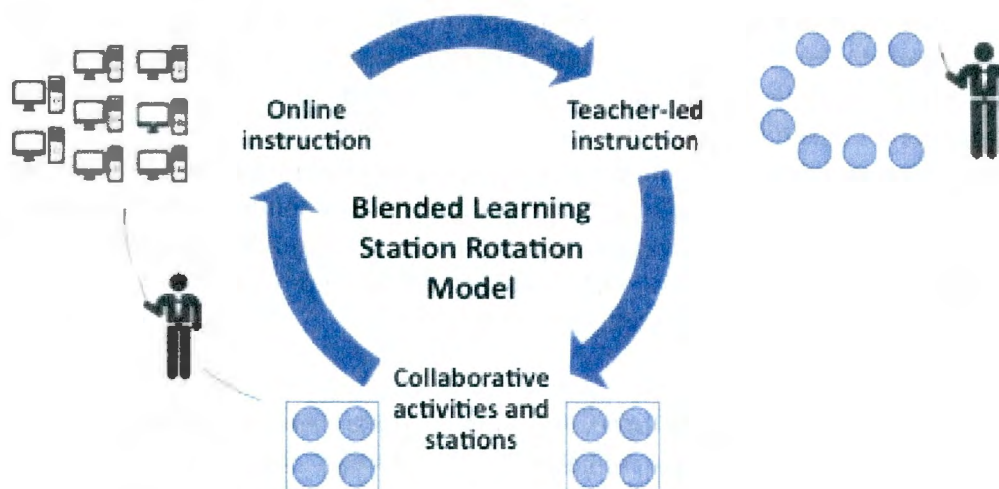 Online
instruction
Teacher-led
instruction
Blended Learning
Station Rotation
Model
Collaborative
activities and
stations